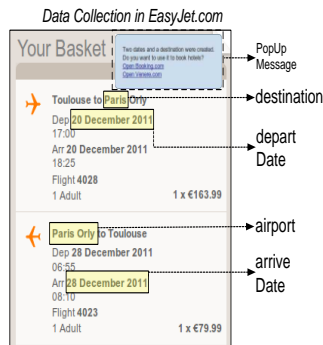 Data Collection in EasyJet.com
Your Basket
Two dates and a destination were created.
Do you want to use it to book hotels?
Open Booking.com
Open Venere.com
PopUp
Message
Toulouse to Paris Orly
destination
Dep 20 December 2011
17:00
depart
Date
Arr 20 December 2011
18:25
Flight 4028
1 Adult 1 x €163.99
Paris Orly to Toulouse
airport
Dep 28 December 2011
06:55
Arr 28 December 2011
08:10
arrive
Date
Flight 4023
1 Adult 1 x €79.99